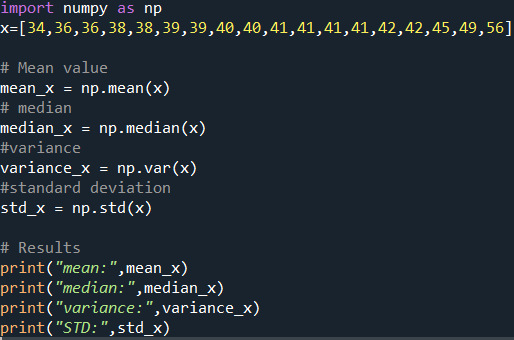 import numpy as np
x=[34,36,36,38,38,39,39,40,40,41,41,41,41,42,42,45,49,56]
# Mean value
mean_x = np.mean(x)
# median
median_x = np.median(x)
#variance
variance_x = np.var(x)
#standard deviation
std_x = np.std(x)
# Results
print("mean:",mean_x)
print("median:",median_x)
print("variance:",variance_x)
print("STD:",std_x)